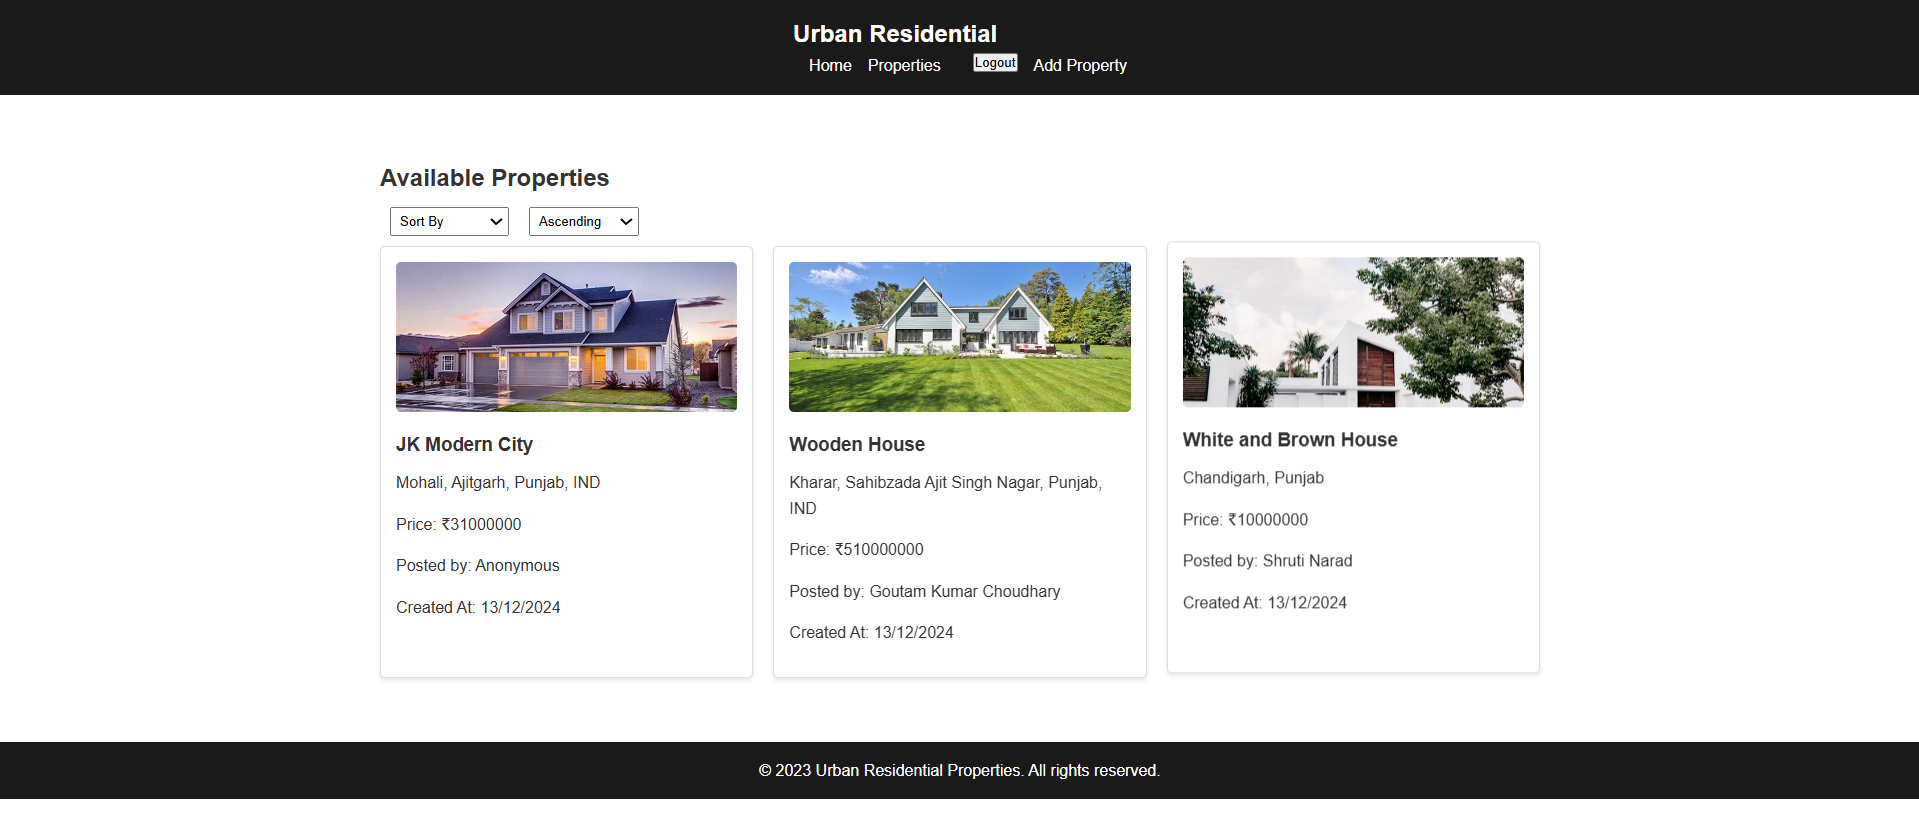 Urban Residential
Home Properties Logout Add Property
Available Properties
Sort By Ascending
JK Modern City
Mohali, Ajitgarh, Punjab, IND
Price: ₹31000000
Posted by: Anonymous
Created At: 13/12/2024
Wooden House
Kharar, Sahibzada Ajit Singh Nagar, Punjab,
IND
Price: ₹510000000
Posted by: Goutam Kumar Choudhary
Created At: 13/12/2024
White and Brown House
Chandigarh, Punjab
Price: ₹10000000
Posted by: Shruti Narad
Created At: 13/12/2024
© 2023 Urban Residential Properties. All rights reserved.